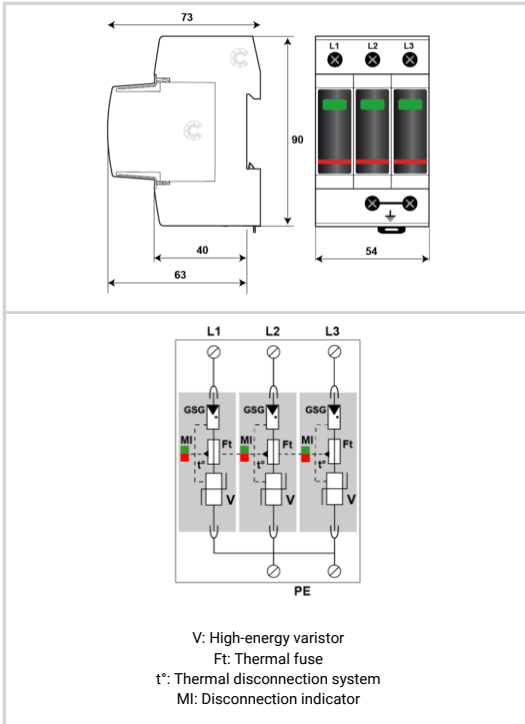 73
L1 L2 L3
90
40
63
54
L1 L2 L3
GSG GSG GSG
MI Ft MI Ft MI Ft
t° t° t°
V V V
PE
V: High-energy varistor
Ft: Thermal fuse
t°: Thermal disconnection system
MI: Disconnection indicator